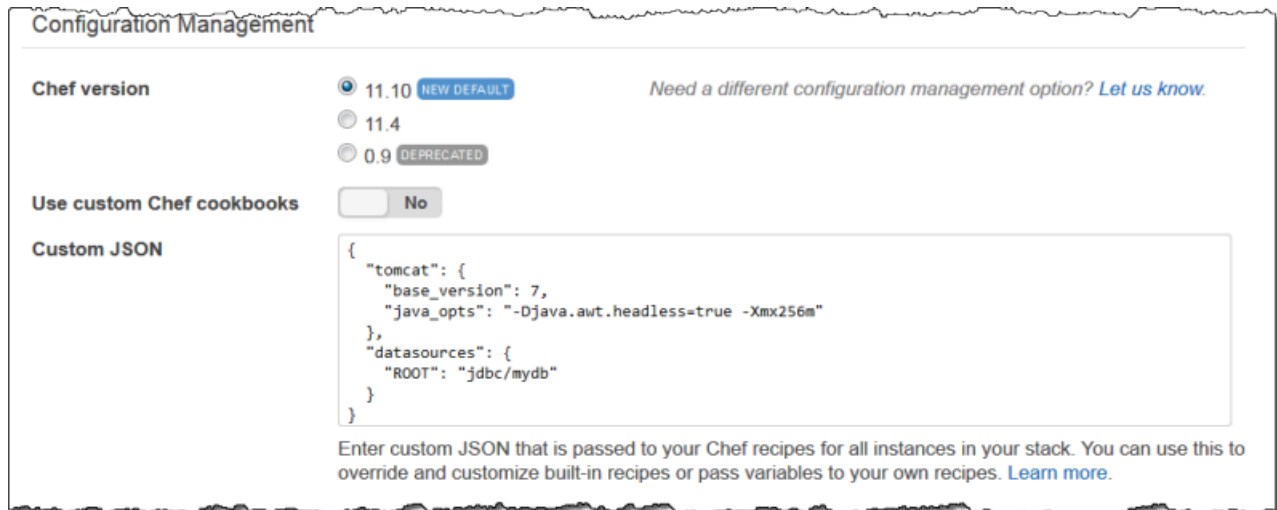 Configuration Management
Chef version
11.10 NEW DEFAULT
Need a different configuration management option? Let us know.
11.4
0.9 DEPRECATED
Use custom Chef cookbooks
No
Custom JSON
{
  "tomcat": {
    "base_version": 7,
    "java_opts": "-Djava.awt.headless=true -Xmx256m"
  },
  "datasources": {
    "ROOT": "jdbc/mydb"
  }
}
Enter custom JSON that is passed to your Chef recipes for all instances in your stack. You can use this to
override and customize built-in recipes or pass variables to your own recipes. Learn more.